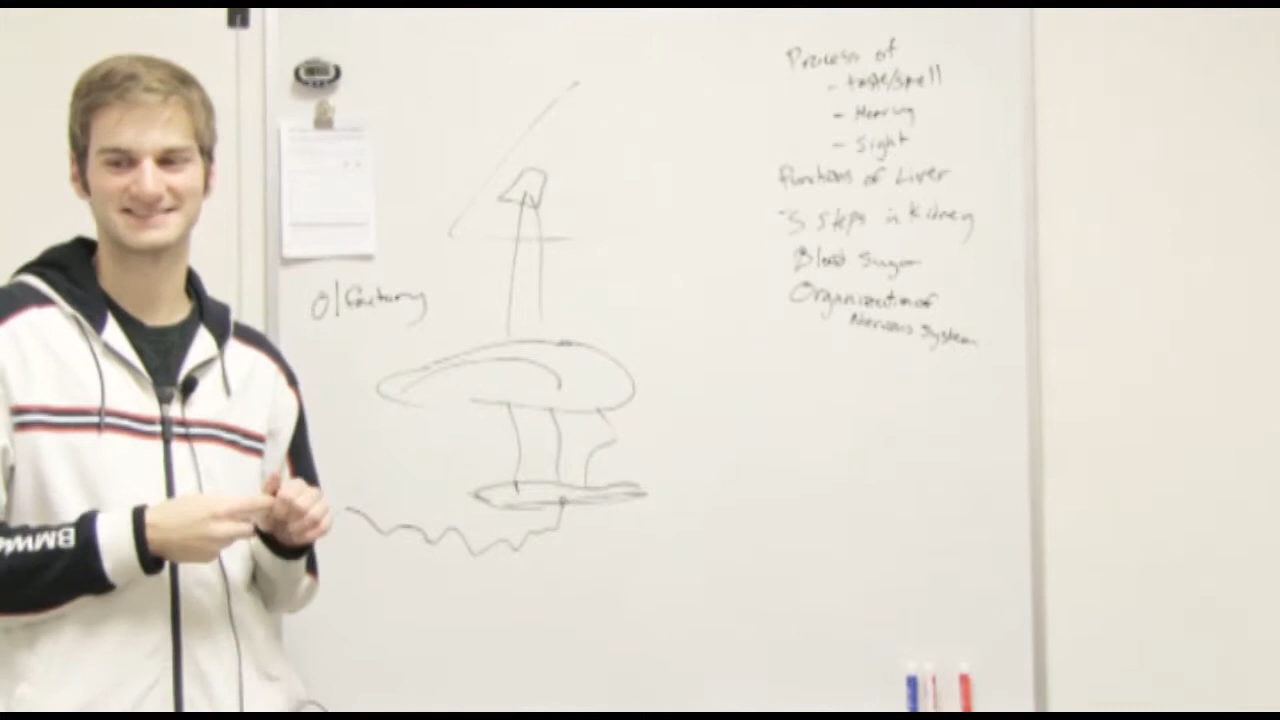 Process of
- taste/smell
- Hearing
- Sight
Functions of Liver
3 steps in Kidney
Blood Sugar
Organization of
Nervous System
Olfactory
BMW